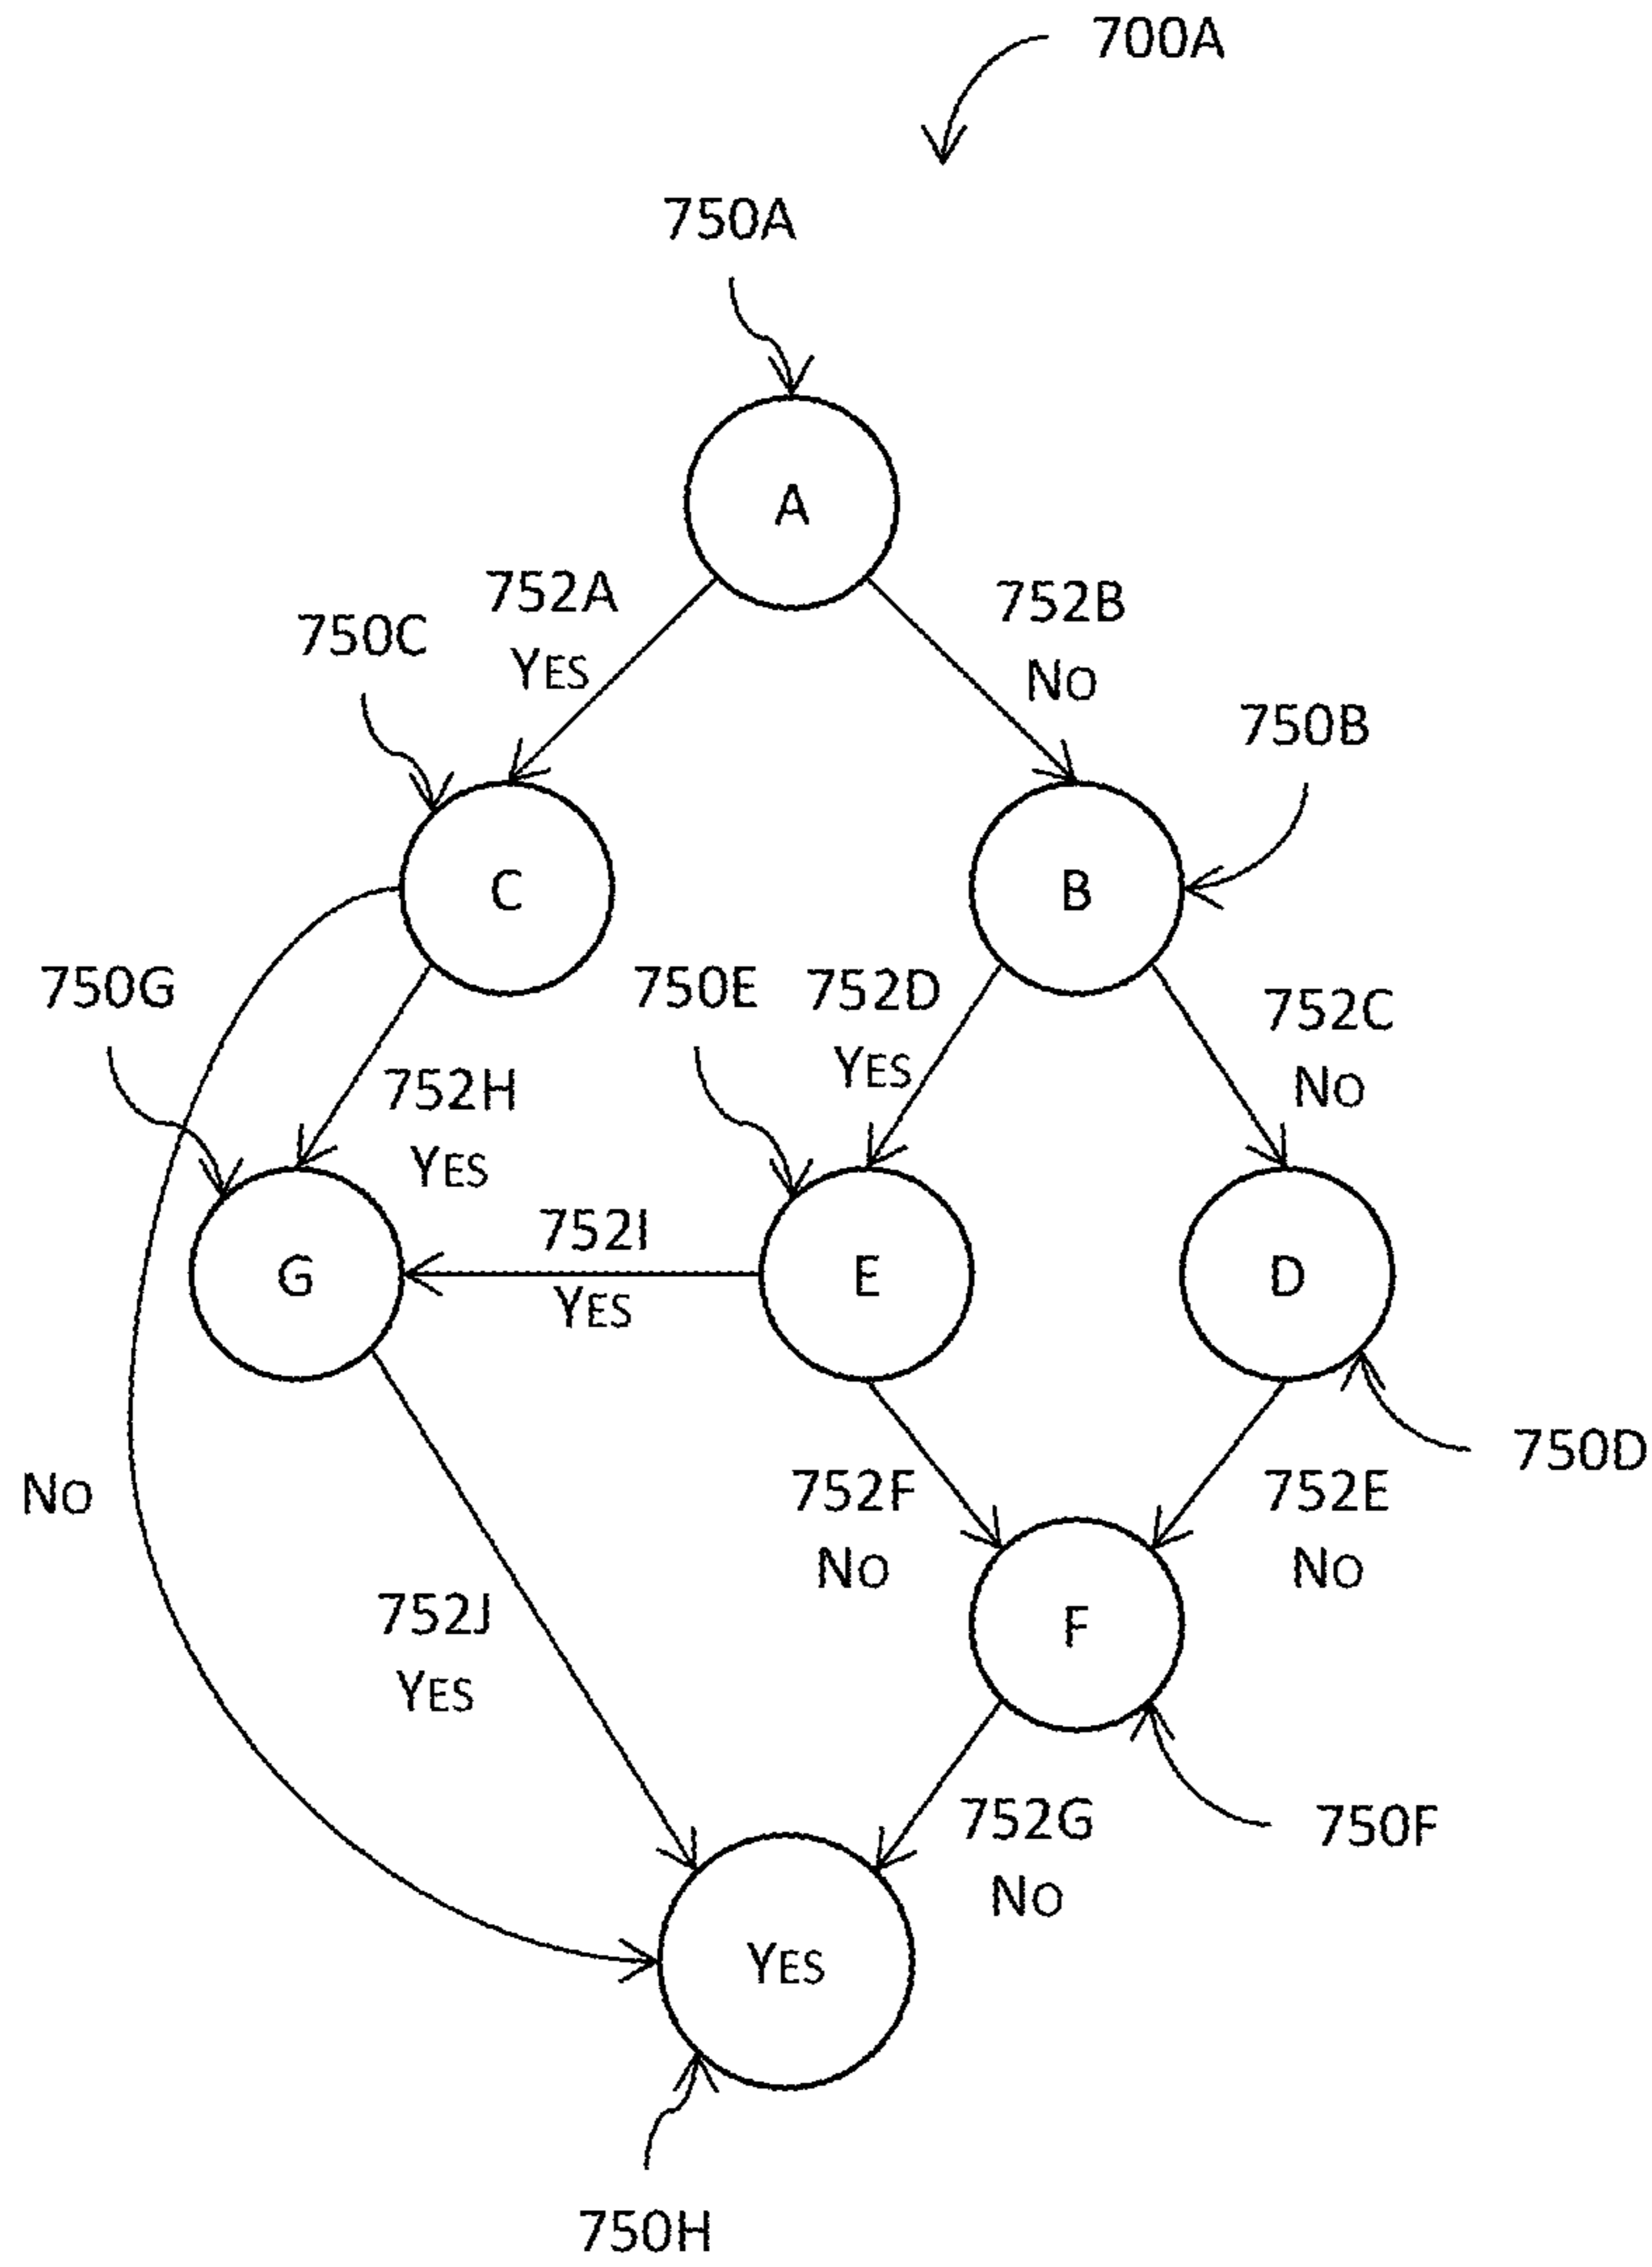 700A
750A
A
752A
YES
752B
NO
750C
750B
C
B
750G
750E
752D
YES
752C
NO
752H
YES
752I
YES
G
E
D
750D
NO
752F
NO
752E
NO
752J
YES
F
752G
NO
750F
YES
750H